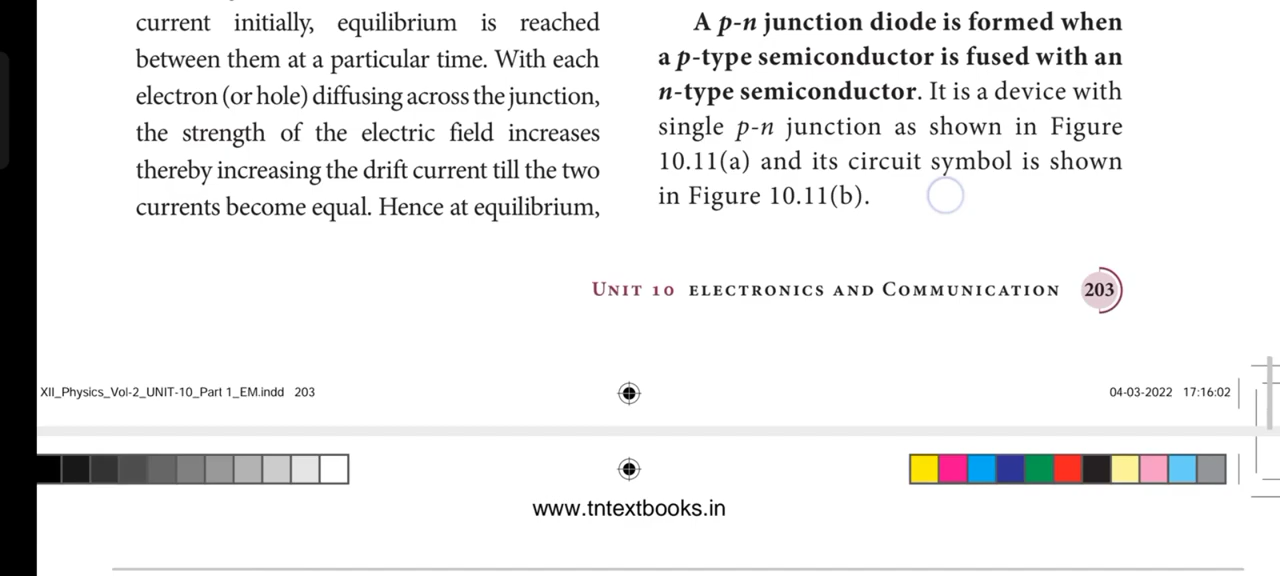 current initially, equilibrium is reached
between them at a particular time. With each
electron (or hole) diffusing across the junction,
the strength of the electric field increases
thereby increasing the drift current till the two
currents become equal. Hence at equilibrium,
A p-n junction diode is formed when
a p-type semiconductor is fused with an
n-type semiconductor. It is a device with
single p-n junction as shown in Figure
10.11(a) and its circuit symbol is shown
in Figure 10.11(b).
UNIT 10 ELECTRONICS AND COMMUNICATION 203
XII_Physics_Vol-2_UNIT-10_Part 1_EM.indd 203
04-03-2022 17:16:02
www.tntextbooks.in